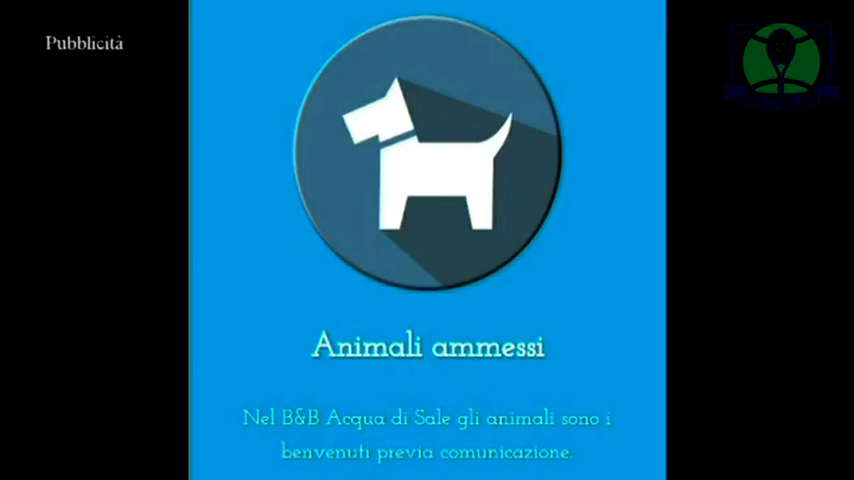 Pubblicità
Animali ammessi
Nel B&B Acqua di Sale gli animali sono i
benvenuti previa comunicazione.